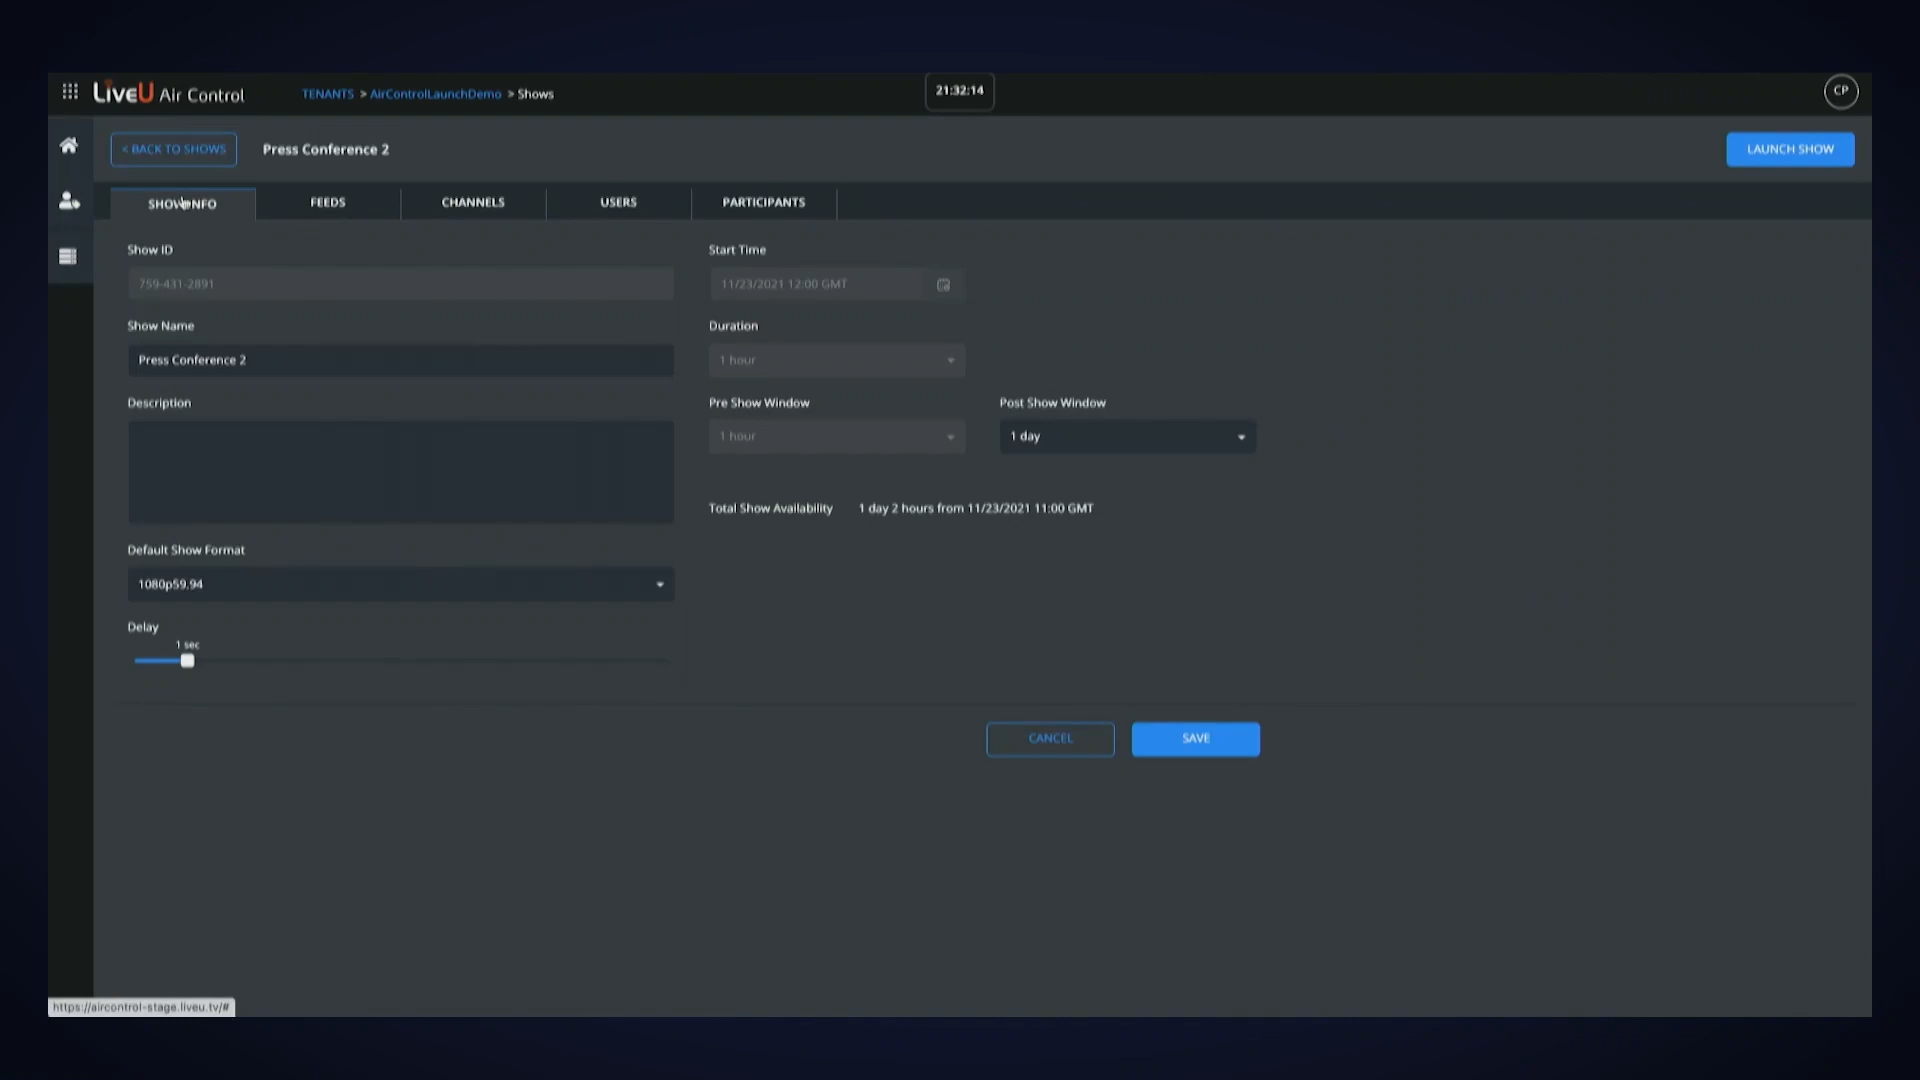 LiveU Air Control
TENANTS > AirControlLaunchDemo > Shows
21:32:14
CP
< BACK TO SHOWS
Press Conference 2
LAUNCH SHOW
SHOW INFO
FEEDS
CHANNELS
USERS
PARTICIPANTS
Show ID
759-431-2891
Show Name
Press Conference 2
Description
Default Show Format
1080p59.94
Delay
1 sec
Start Time
11/23/2021 12:00 GMT
Duration
1 hour
Pre Show Window
1 hour
Post Show Window
1 day
Total Show Availability 1 day 2 hours from 11/23/2021 11:00 GMT
CANCEL
SAVE
https://aircontrol-stage.liveu.tv/#